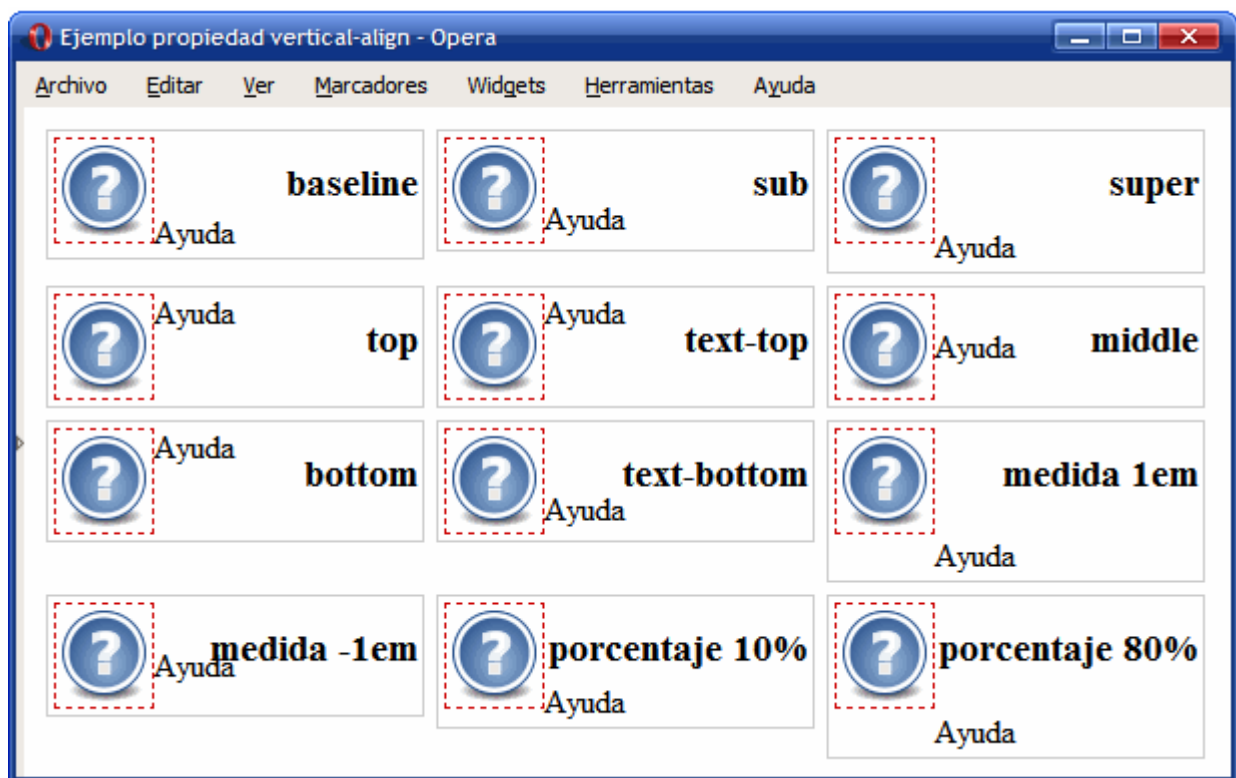 Ejemplo propiedad vertical-align - Opera
Archivo Editar Ver Marcadores Widgets Herramientas Ayuda
? baseline Ayuda
? sub Ayuda
? super Ayuda
? Ayuda top
? Ayuda text-top
? Ayuda middle
? Ayuda bottom
? text-bottom Ayuda
? medida 1em Ayuda
? medida -1em Ayuda
? porcentaje 10% Ayuda
? porcentaje 80% Ayuda